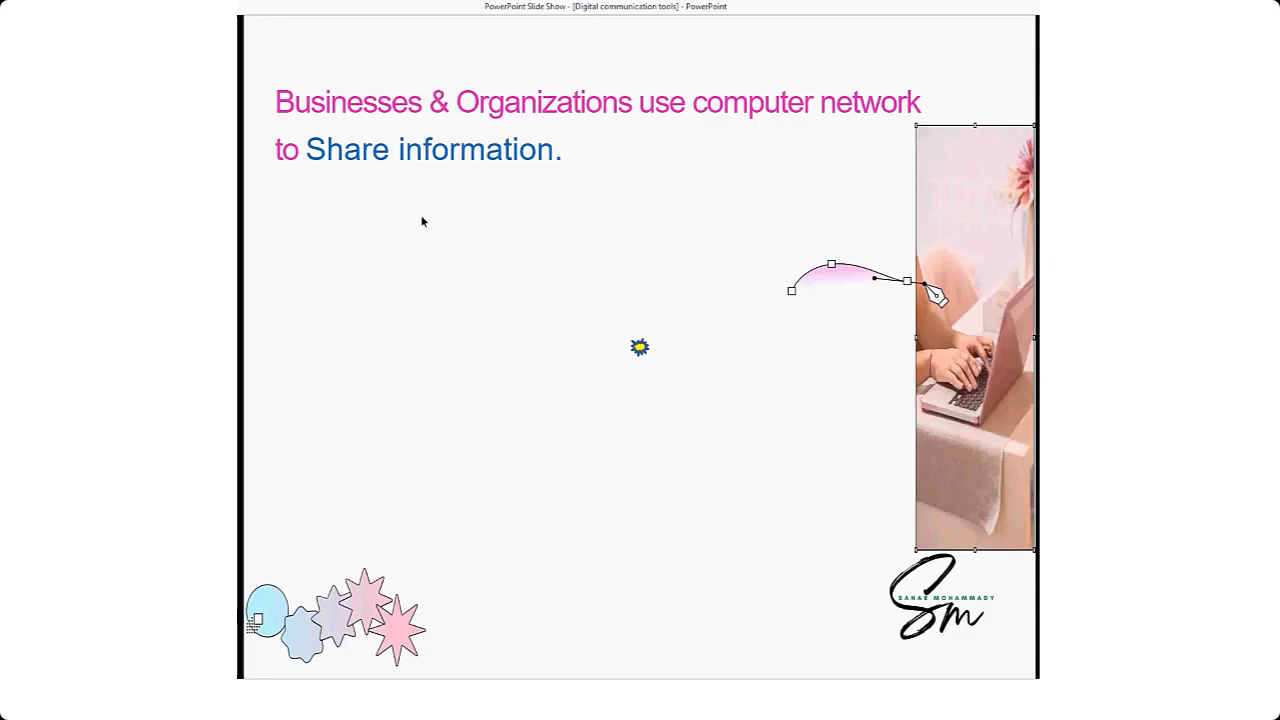 PowerPoint Slide Show - [Digital communication tools] - PowerPoint
Businesses & Organizations use computer network
to Share information.
Sm
SAHAR MOHAMMADY